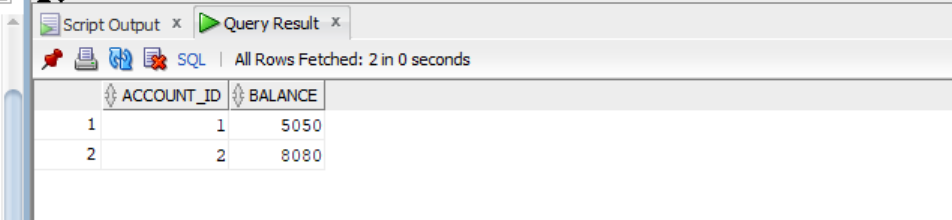 Script Output x Query Result x
SQL | All Rows Fetched: 2 in 0 seconds
ACCOUNT_ID BALANCE
1 1 5050
2 2 8080